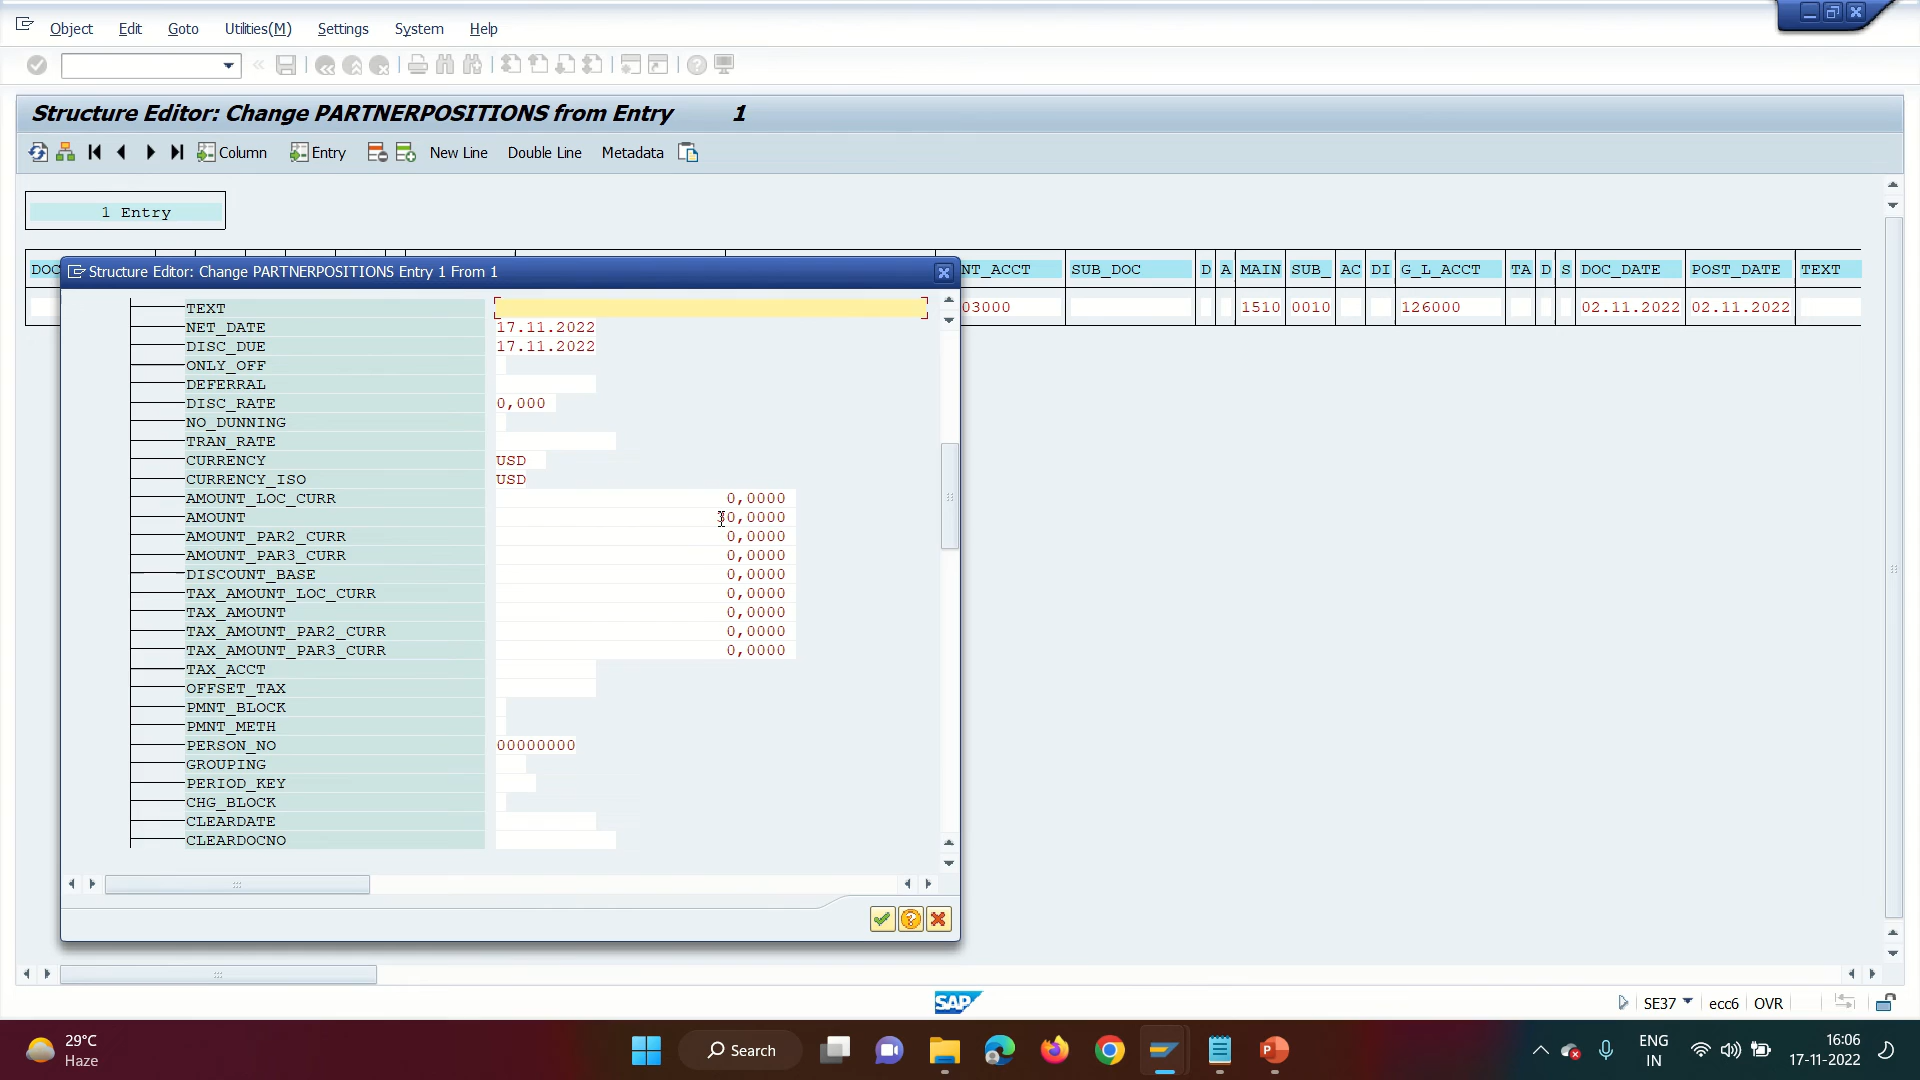 Object Edit Goto Utilities(M) Settings System Help
Structure Editor: Change PARTNERPOSITIONS from Entry 1
Column Entry New Line Double Line Metadata
1 Entry
DOC NT_ACCT SUB_DOC D A MAIN SUB_ AC DI G_L_ACCT TA D S DOC_DATE POST_DATE TEXT
03000 1510 0010 126000 02.11.2022 02.11.2022
Structure Editor: Change PARTNERPOSITIONS Entry 1 From 1
TEXT
NET_DATE 17.11.2022
DISC_DUE 17.11.2022
ONLY_OFF
DEFERRAL
DISC_RATE 0,000
NO_DUNNING
TRAN_RATE
CURRENCY USD
CURRENCY_ISO USD
AMOUNT_LOC_CURR 0,0000
AMOUNT 30,0000
AMOUNT_PAR2_CURR 0,0000
AMOUNT_PAR3_CURR 0,0000
DISCOUNT_BASE 0,0000
TAX_AMOUNT_LOC_CURR 0,0000
TAX_AMOUNT 0,0000
TAX_AMOUNT_PAR2_CURR 0,0000
TAX_AMOUNT_PAR3_CURR 0,0000
TAX_ACCT
OFFSET_TAX
PMNT_BLOCK
PMNT_METH
PERSON_NO 00000000
GROUPING
PERIOD_KEY
CHG_BLOCK
CLEARDATE
CLEARDOCNO
SAP
SE37 ecc6 OVR
29°C
Haze
Search
ENG
IN
16:06
17-11-2022